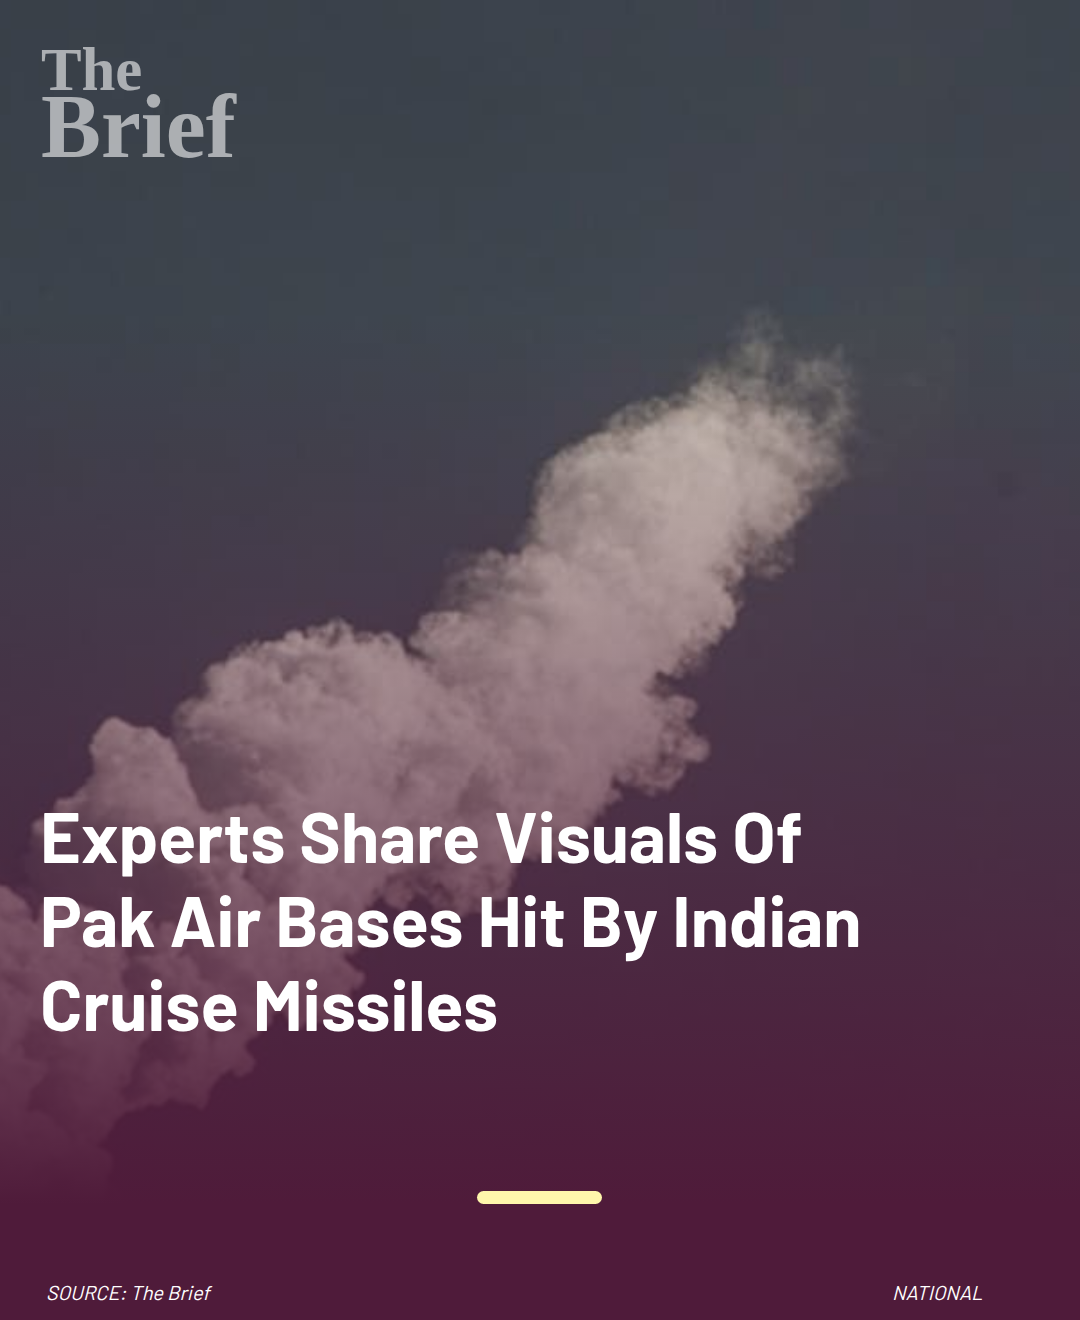 The
Brief
Experts Share Visuals Of
Pak Air Bases Hit By Indian
Cruise Missiles
SOURCE: The Brief
NATIONAL